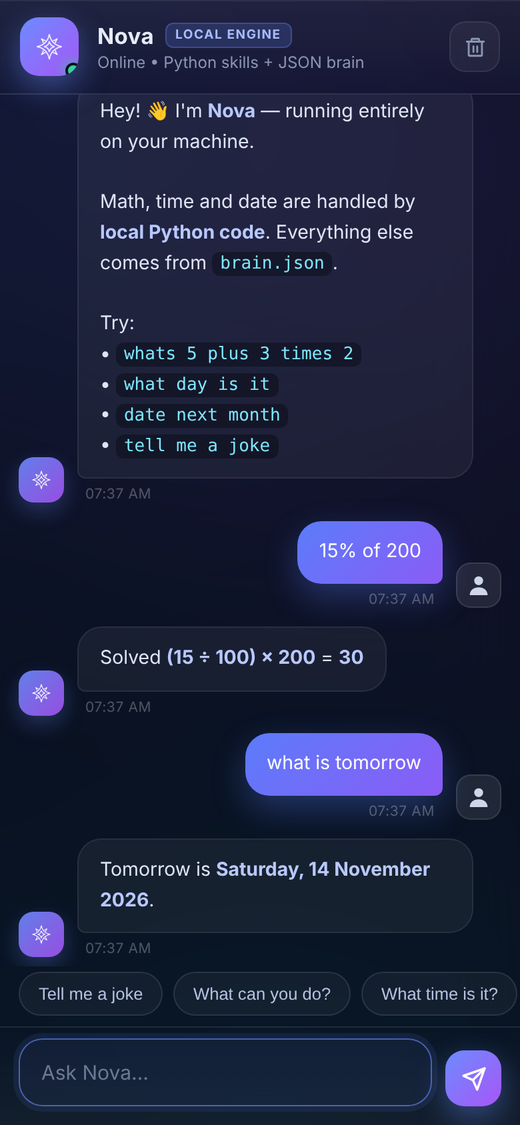 Nova LOCAL ENGINE
Online • Python skills + JSON brain
Hey! 👋 I'm Nova — running entirely
on your machine.
Math, time and date are handled by
local Python code. Everything else
comes from brain.json.
Try:
• whats 5 plus 3 times 2
• what day is it
• date next month
• tell me a joke
07:37 AM
15% of 200
07:37 AM
Solved (15 ÷ 100) × 200 = 30
07:37 AM
what is tomorrow
07:37 AM
Tomorrow is Saturday, 14 November
2026.
07:37 AM
Tell me a joke What can you do? What time is it?
Ask Nova...